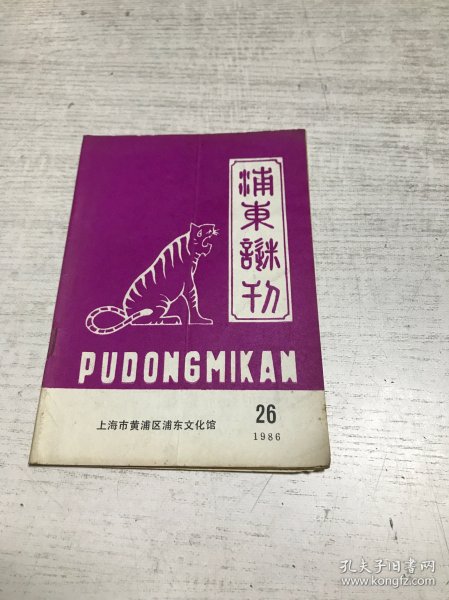 浦東謎刊
PUDONGMIKAN
上海市黄浦区浦东文化馆
26
1986
孔夫子旧书网
www.kongfz.com